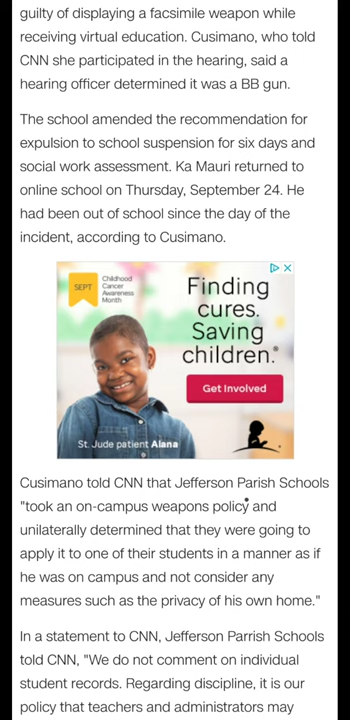 guilty of displaying a facsimile weapon while
receiving virtual education. Cusimano, who told
CNN she participated in the hearing, said a
hearing officer determined it was a BB gun.
The school amended the recommendation for
expulsion to school suspension for six days and
social work assessment. Ka Mauri returned to
online school on Thursday, September 24. He
had been out of school since the day of the
incident, according to Cusimano.
SEPT
Childhood
Cancer
Awareness
Month
Finding
cures.
Saving
children.®
Get Involved
St. Jude patient Alana
Cusimano told CNN that Jefferson Parish Schools
"took an on-campus weapons policy and
unilaterally determined that they were going to
apply it to one of their students in a manner as if
he was on campus and not consider any
measures such as the privacy of his own home."
In a statement to CNN, Jefferson Parrish Schools
told CNN, "We do not comment on individual
student records. Regarding discipline, it is our
policy that teachers and administrators may